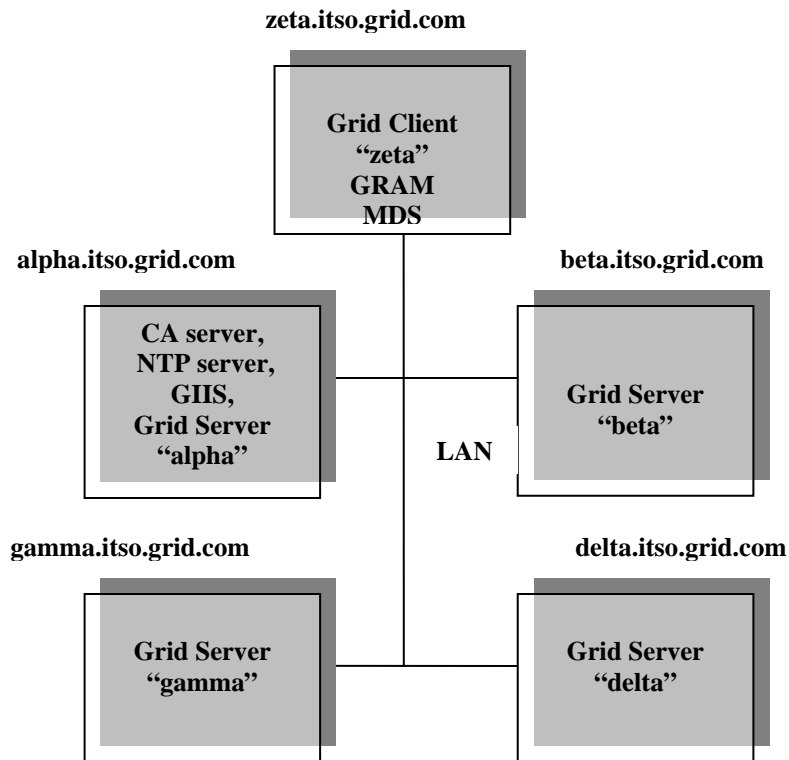 zeta.itso.grid.com
Grid Client
“zeta”
GRAM
MDS
alpha.itso.grid.com
beta.itso.grid.com
CA server,
NTP server,
GIIS,
Grid Server
“alpha”
Grid Server
“beta”
LAN
gamma.itso.grid.com
delta.itso.grid.com
Grid Server
“gamma”
Grid Server
“delta”